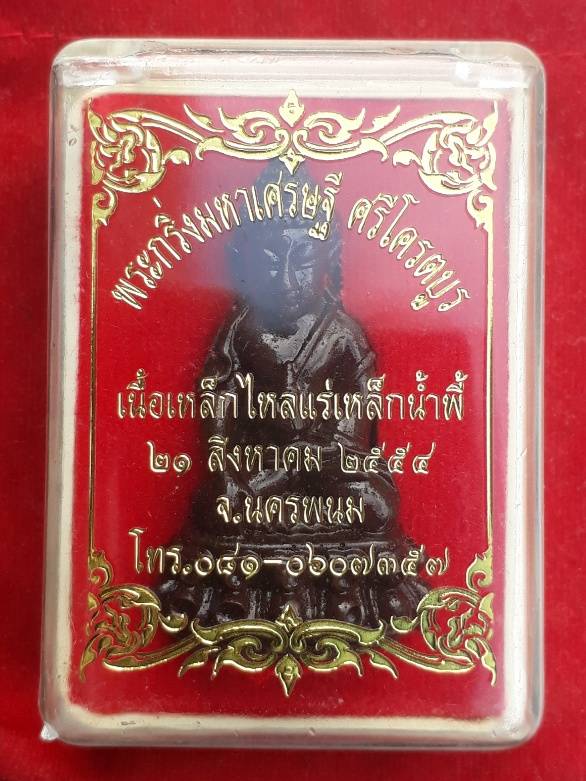 พระกริ่งมหาเศรษฐี ศรีโครตบูร
เนื้อเหล็กไหลแร่เหล็กน้ำพี้
๒๑ สิงหาคม ๒๕๕๔
จ.นครพนม
โทร.๐๘๑-๐๖๐๗๓๕๗